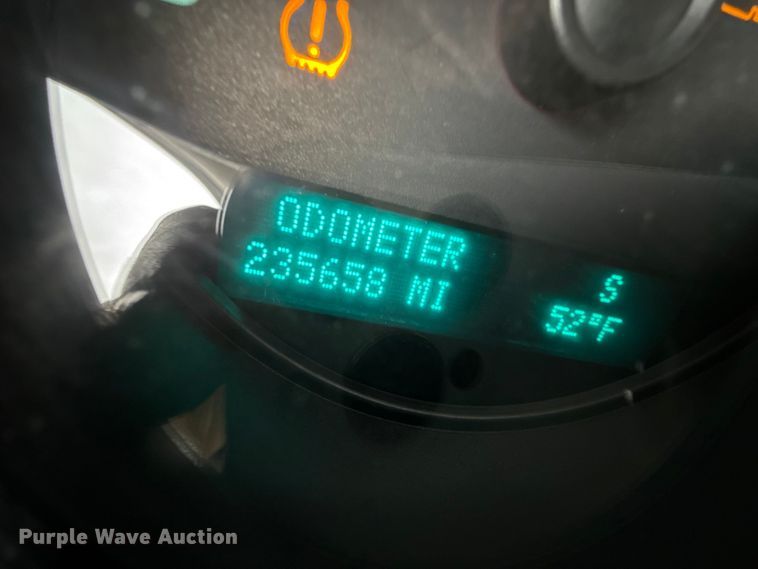 ODOMETER
235658 MI
S
52°F
Purple Wave Auction